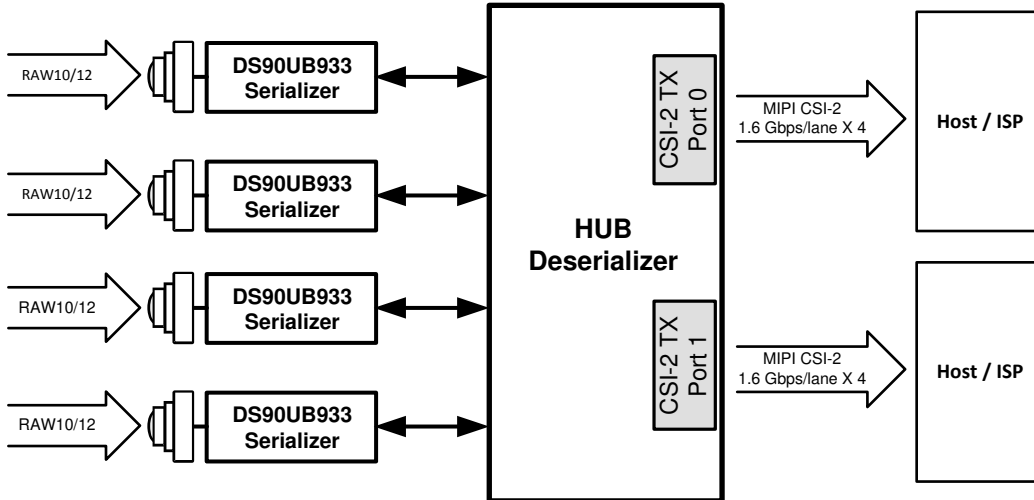 RAW10/12
DS90UB933
Serializer
RAW10/12
DS90UB933
Serializer
RAW10/12
DS90UB933
Serializer
RAW10/12
DS90UB933
Serializer
HUB
Deserializer
CSI-2 TX
Port 0
CSI-2 TX
Port 1
MIPI CSI-2
1.6 Gbps/lane X 4
Host / ISP
MIPI CSI-2
1.6 Gbps/lane X 4
Host / ISP